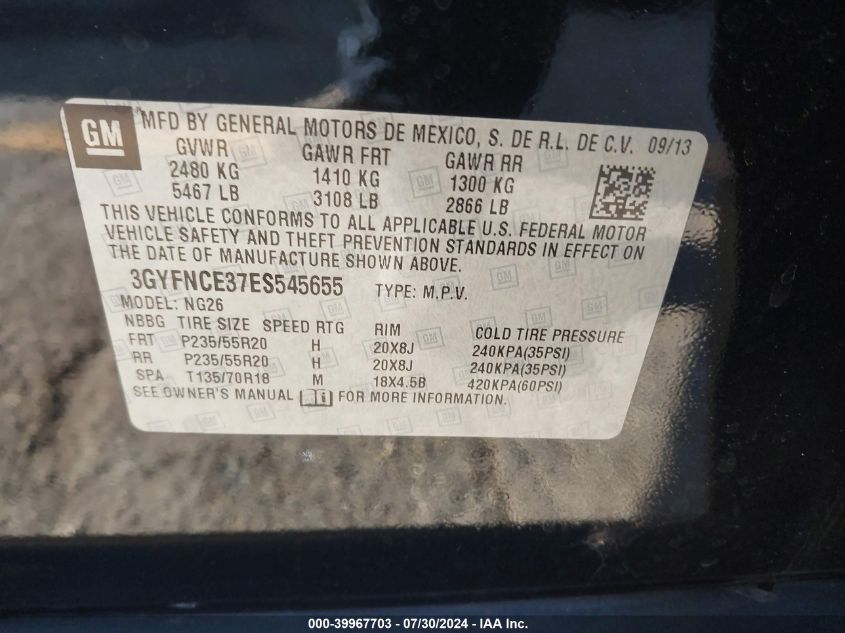 GM MFD BY GENERAL MOTORS DE MEXICO, S. DE R.L. DE C.V. 09/13
GVWR GAWR FRT GAWR RR
2480 KG 1410 KG 1300 KG
5467 LB 3108 LB 2866 LB
THIS VEHICLE CONFORMS TO ALL APPLICABLE U.S. FEDERAL MOTOR
VEHICLE SAFETY AND THEFT PREVENTION STANDARDS IN EFFECT ON
THE DATE OF MANUFACTURE SHOWN ABOVE.
3GYFNCE37ES545655 TYPE: M.P.V.
MODEL: NG26
NBBG TIRE SIZE SPEED RTG RIM COLD TIRE PRESSURE
FRT P235/55R20 H 20X8J 240KPA(35PSI)
RR P235/55R20 H 20X8J 240KPA(35PSI)
SPA T135/70R18 M 18X4.5B 420KPA(60PSI)
SEE OWNER'S MANUAL FOR MORE INFORMATION.
000-39967703 / 07/30/2024 - IAA Inc.